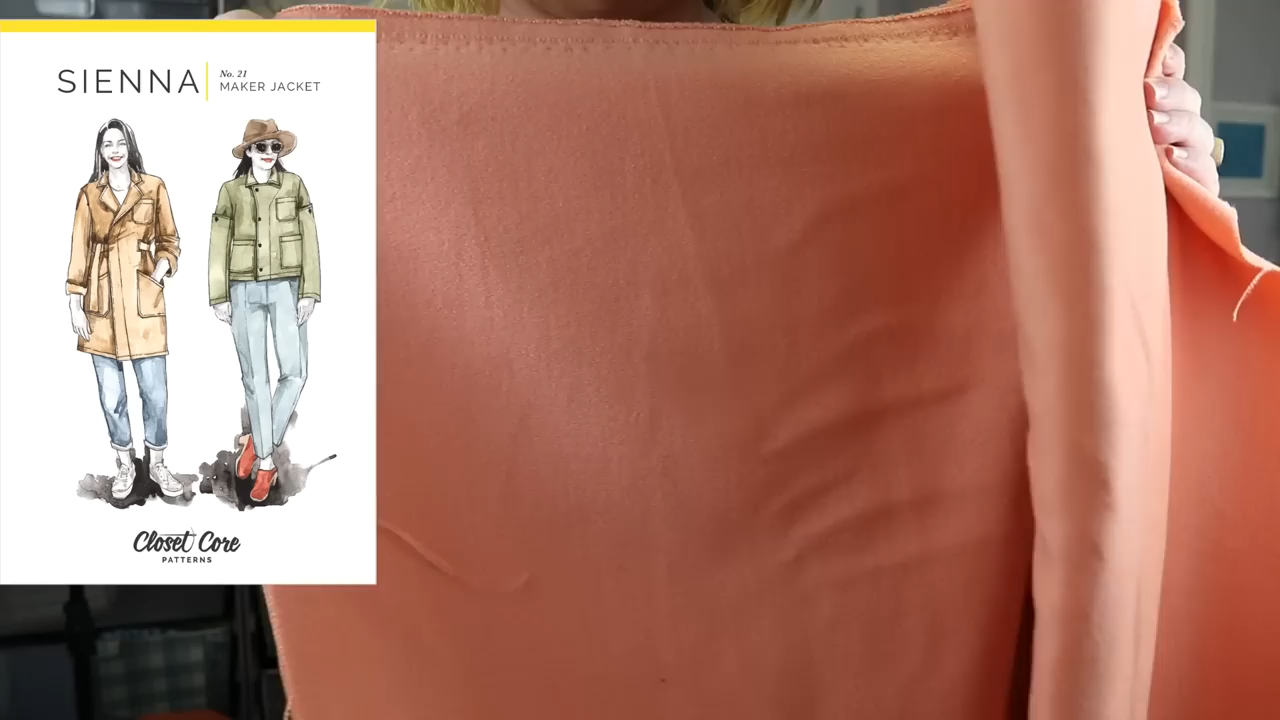 SIENNA
No. 21
MAKER JACKET
Closet Core
PATTERNS